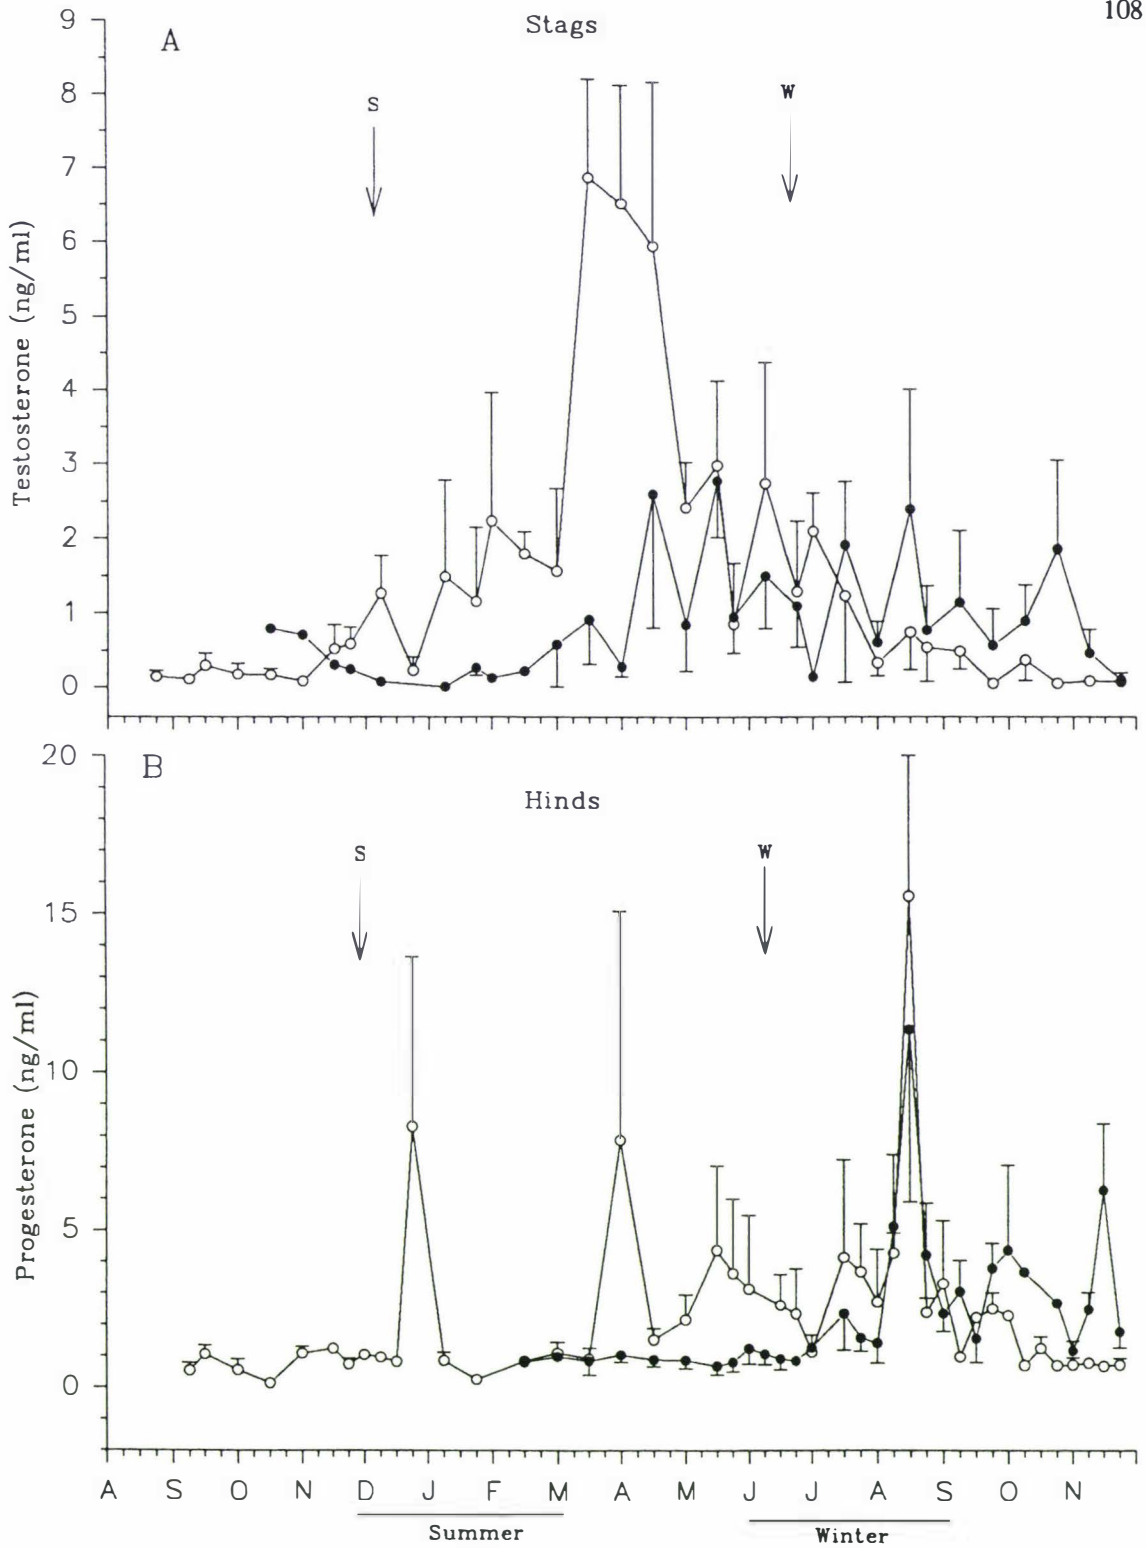 108
Stags
A
9
8
7
6
5
4
3
2
1
0
Testosterone (ng/ml)
S
W
B
Hinds
20
15
10
5
0
Progesterone (ng/ml)
S
W
A S O N D J F M A M J J A S O N
Summer
Winter